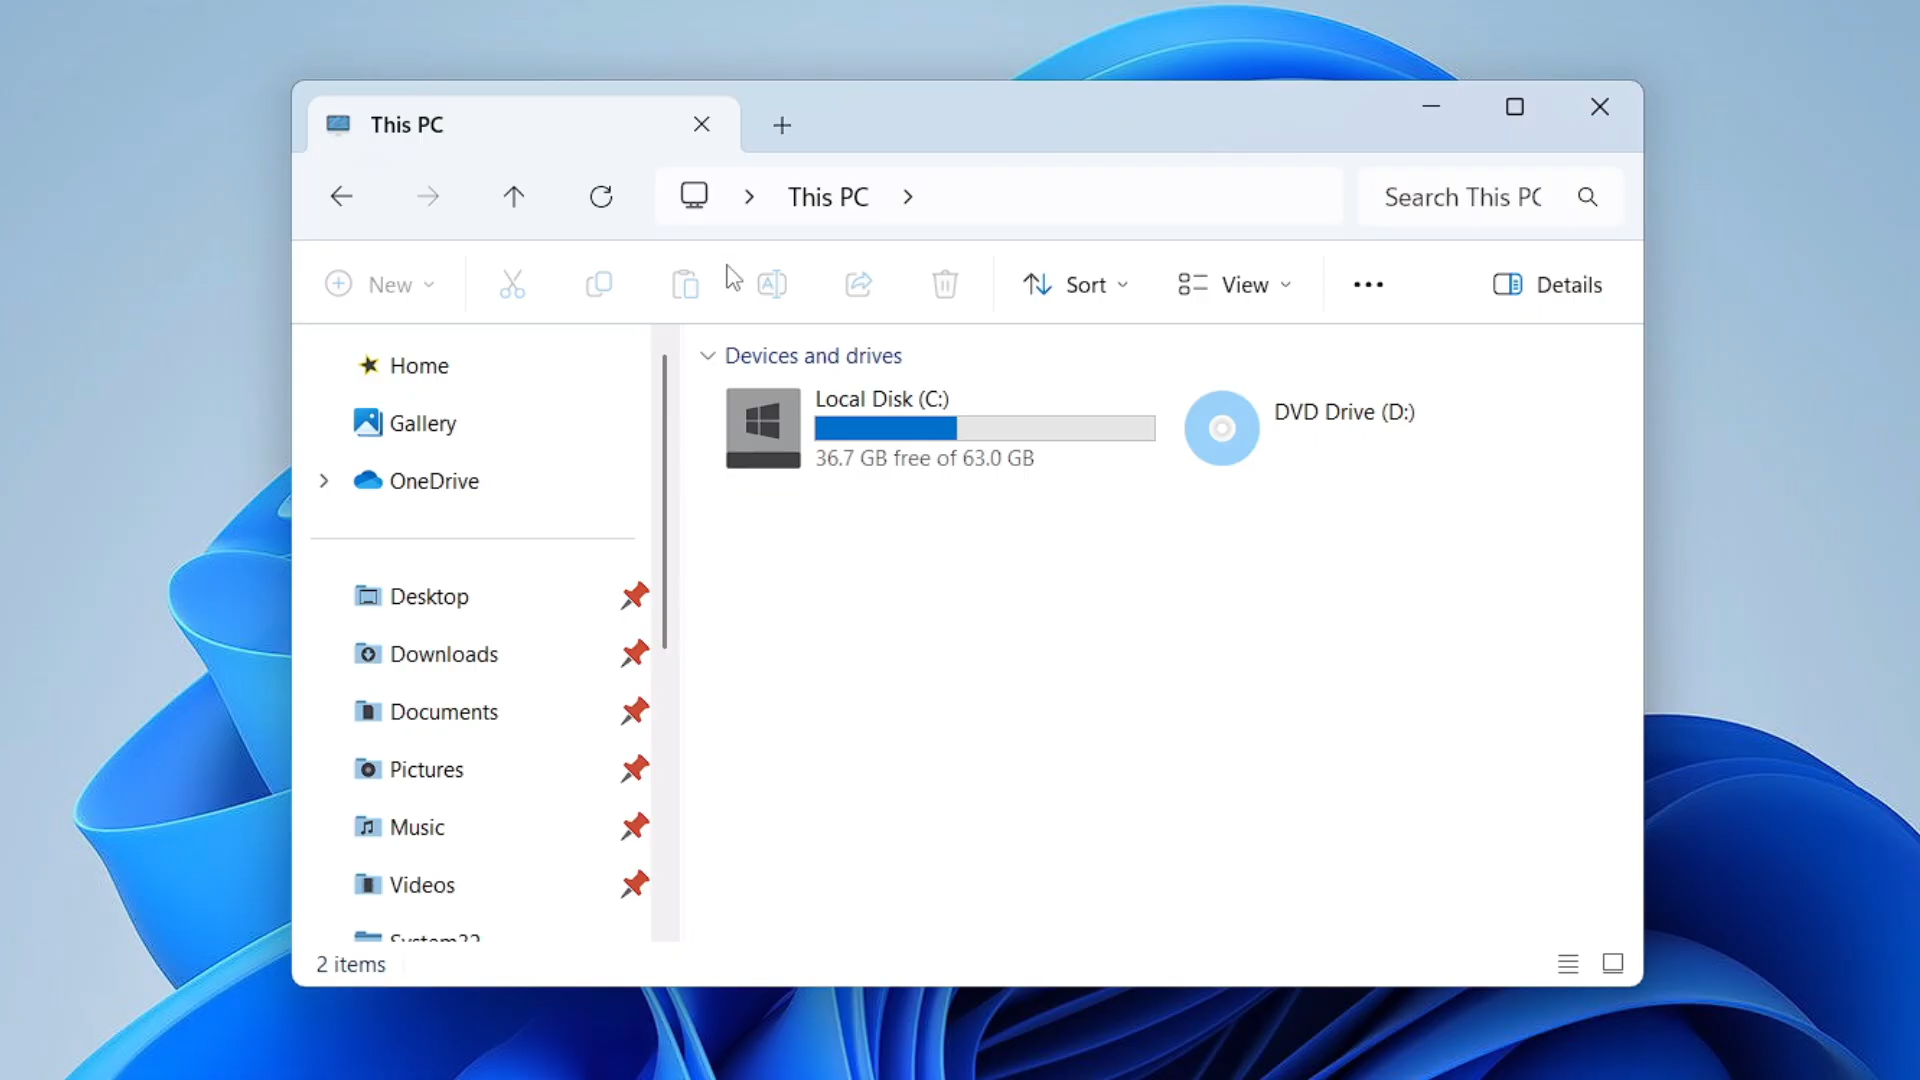 This PC
This PC
Search This PC
New
Sort
View
Details
Home
Gallery
OneDrive
Desktop
Downloads
Documents
Pictures
Music
Videos
System32
Devices and drives
Local Disk (C:)
36.7 GB free of 63.0 GB
DVD Drive (D:)
2 items